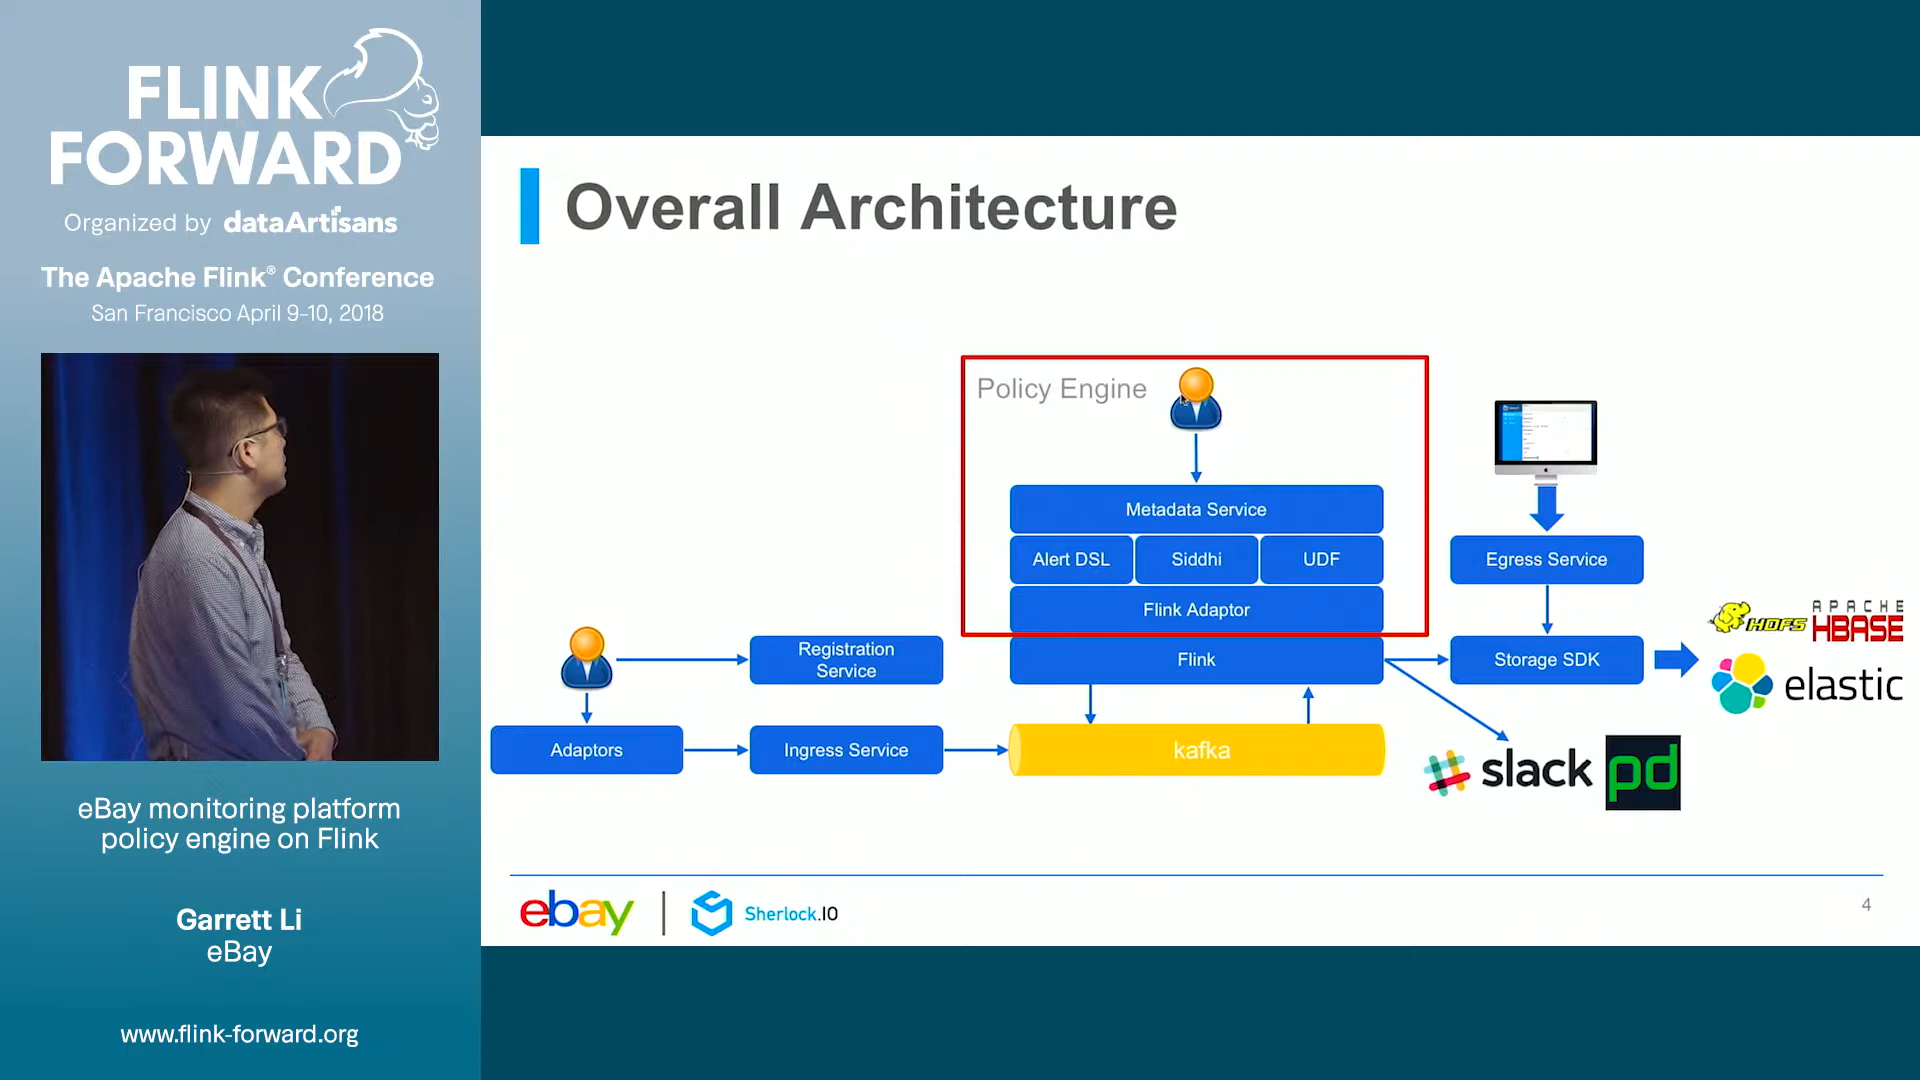 FLINK
FORWARD
Organized by dataArtisans
The Apache Flink® Conference
San Francisco April 9-10, 2018
eBay monitoring platform
policy engine on Flink
Garrett Li
eBay
www.flink-forward.org
Overall Architecture
Policy Engine
Metadata Service
Alert DSL
Siddhi
UDF
Flink Adaptor
Flink
Registration
Service
Adaptors
Ingress Service
kafka
Egress Service
Storage SDK
HDFS
APACHE
HBASE
elastic
slack
pd
ebay
Sherlock.IO
4